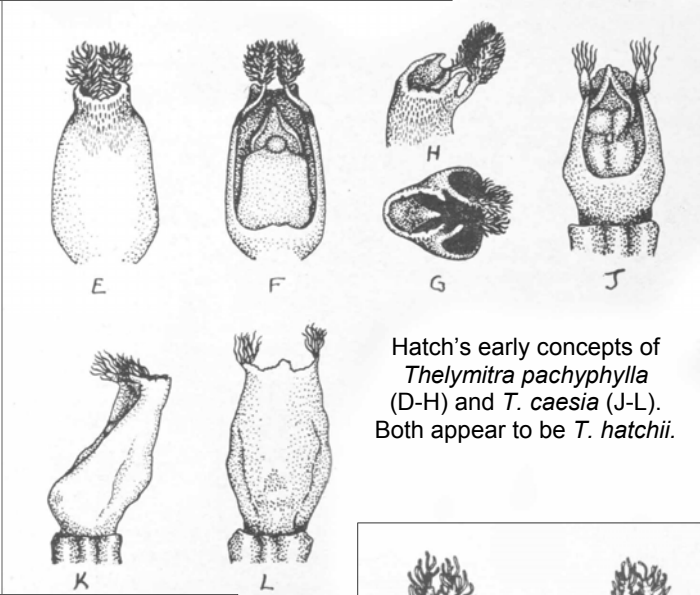 E
F
H
G
J
Hatch's early concepts of
Thelymitra pachyphylla
(D-H) and T. caesia (J-L).
Both appear to be T. hatchii.
K
L